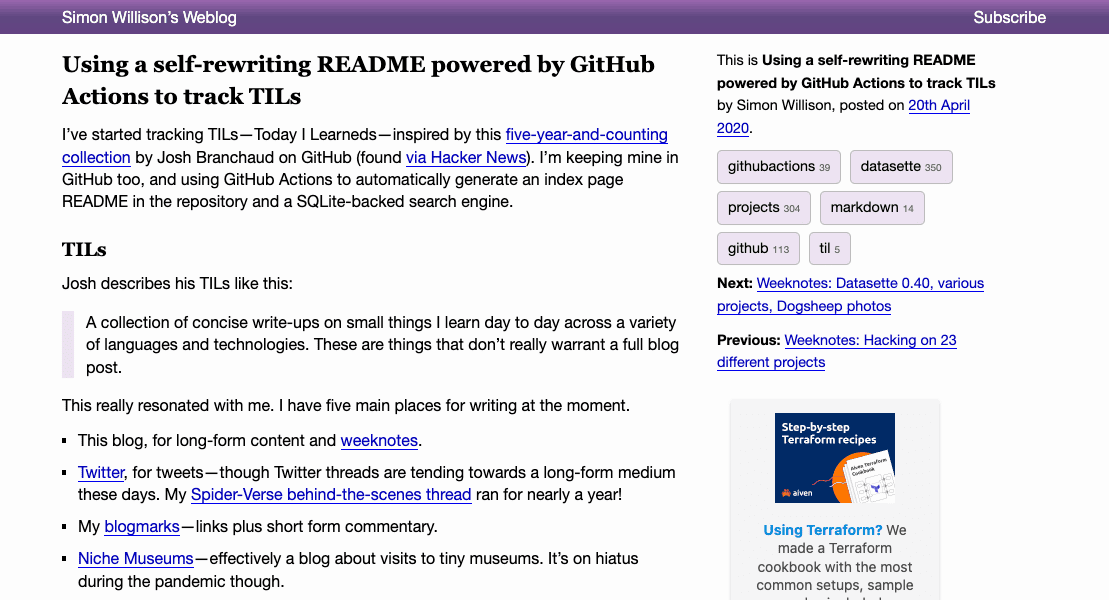 Simon Willison’s Weblog
Subscribe
Using a self-rewriting README powered by GitHub
Actions to track TILs
I’ve started tracking TILs—Today I Learneds—inspired by this five-year-and-counting
collection by Josh Branchaud on GitHub (found via Hacker News). I’m keeping mine in
GitHub too, and using GitHub Actions to automatically generate an index page
README in the repository and a SQLite-backed search engine.
TILs
Josh describes his TILs like this:
A collection of concise write-ups on small things I learn day to day across a variety
of languages and technologies. These are things that don’t really warrant a full blog
post.
This really resonated with me. I have five main places for writing at the moment.
This blog, for long-form content and weeknotes.
Twitter, for tweets—though Twitter threads are tending towards a long-form medium
these days. My Spider-Verse behind-the-scenes thread ran for nearly a year!
My blogmarks—links plus short form commentary.
Niche Museums—effectively a blog about visits to tiny museums. It’s on hiatus
during the pandemic though.
This is Using a self-rewriting README
powered by GitHub Actions to track TILs
by Simon Willison, posted on 20th April
2020.
githubactions 39 datasette 350
projects 304 markdown 14
github 113 til 5
Next: Weeknotes: Datasette 0.40, various
projects, Dogsheep photos
Previous: Weeknotes: Hacking on 23
different projects
Step-by-step
Terraform recipes
Aiven Terraform
Cookbook
aiven
Using Terraform? We
made a Terraform
cookbook with the most
common setups, sample